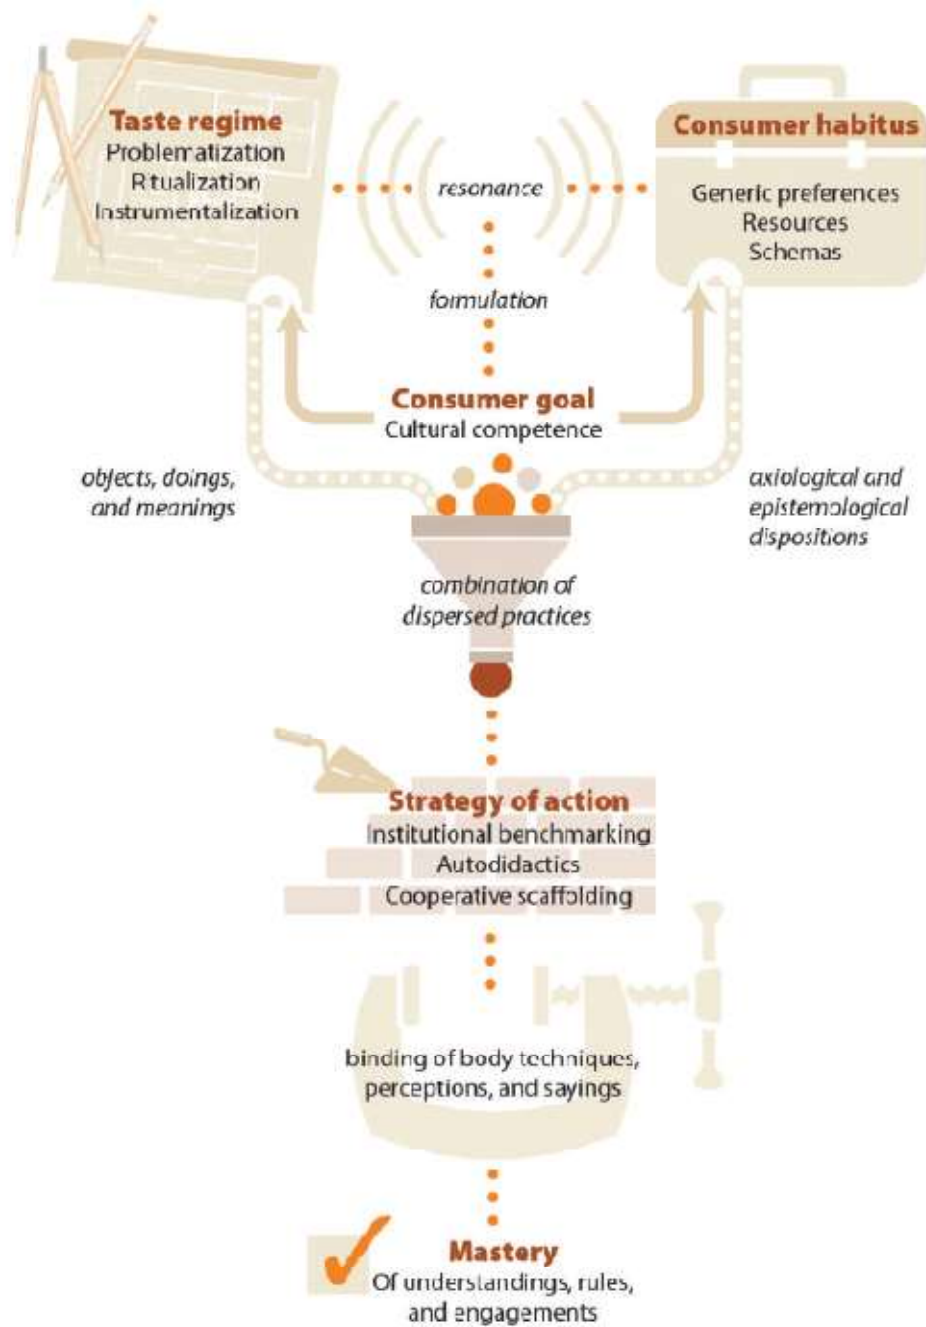 Taste regime
Problematization
Ritualization
Instrumentalization
resonance
Consumer habitus
Generic preferences
Resources
Schemas
formulation
Consumer goal
Cultural competence
objects, doings,
and meanings
axiological and
epistemological
dispositions
combination of
dispersed practices
Strategy of action
Institutional benchmarking
Autodidactics
Cooperative scaffolding
binding of body techniques,
perceptions, and sayings
Mastery
Of understandings, rules,
and engagements